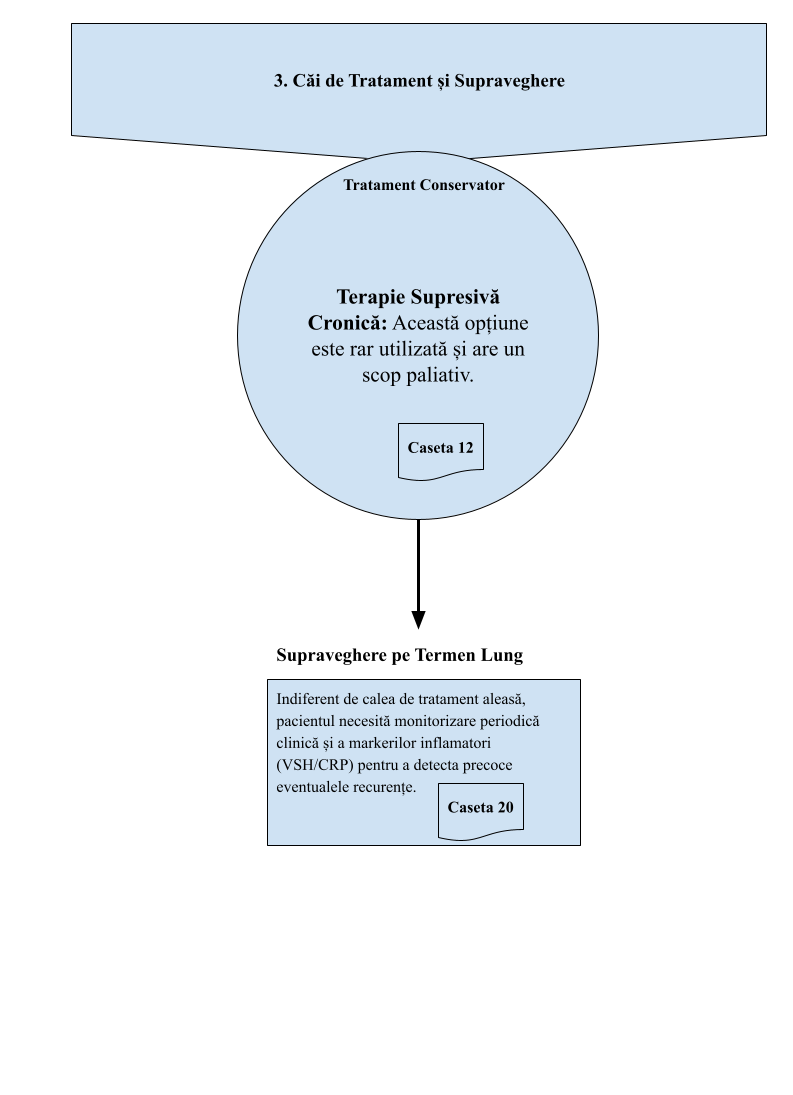 3. Căi de Tratament și Supraveghere
Tratament Conservator
Terapie Supresivă
Cronică: Această opțiune
este rar utilizată și are un
scop paliativ.
Caseta 12
Supraveghere pe Termen Lung
Indiferent de calea de tratament aleasă,
pacientul necesită monitorizare periodică
clinică și a markerilor inflamatori
(VSH/CRP) pentru a detecta precoce
eventualele recurențe.
Caseta 20